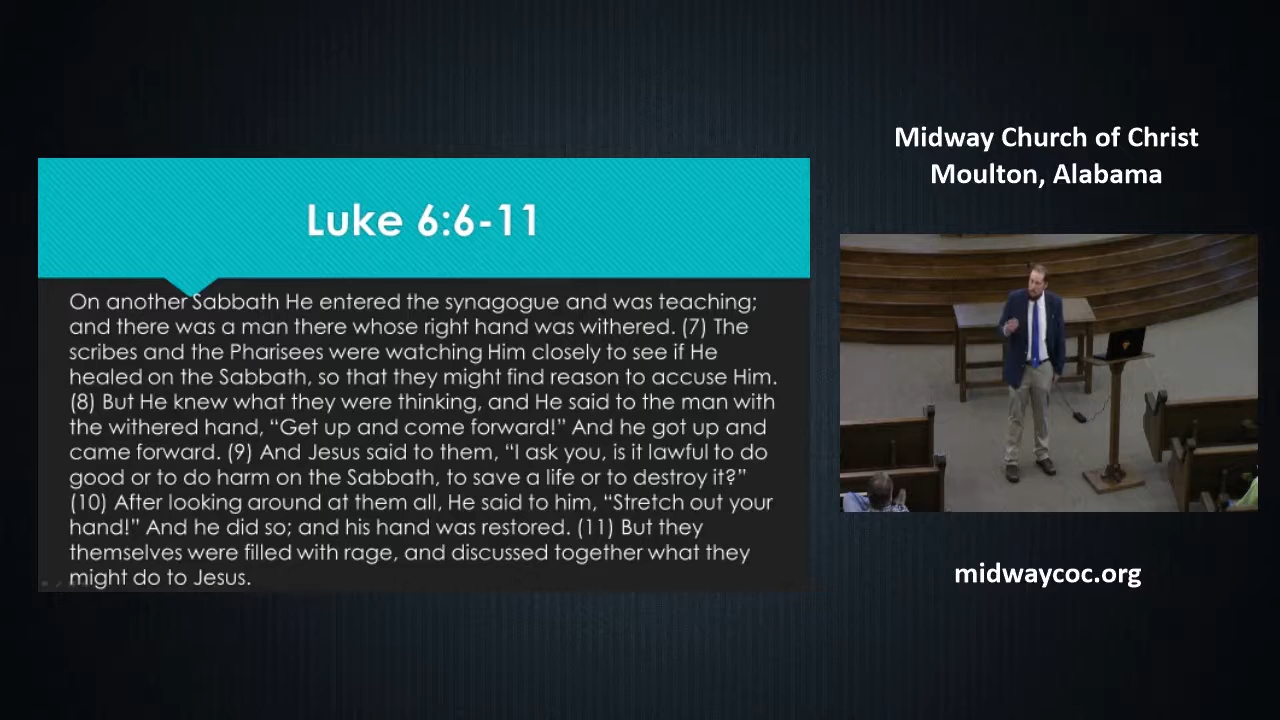 Luke 6:6-11
On another Sabbath He entered the synagogue and was teaching;
and there was a man there whose right hand was withered. (7) The
scribes and the Pharisees were watching Him closely to see if He
healed on the Sabbath, so that they might find reason to accuse Him.
(8) But He knew what they were thinking, and He said to the man with
the withered hand, “Get up and come forward!” And he got up and
came forward. (9) And Jesus said to them, “I ask you, is it lawful to do
good or to do harm on the Sabbath, to save a life or to destroy it?”
(10) After looking around at them all, He said to him, “Stretch out your
hand!” And he did so; and his hand was restored. (11) But they
themselves were filled with rage, and discussed together what they
might do to Jesus.
Midway Church of Christ
Moulton, Alabama
midwaycoc.org